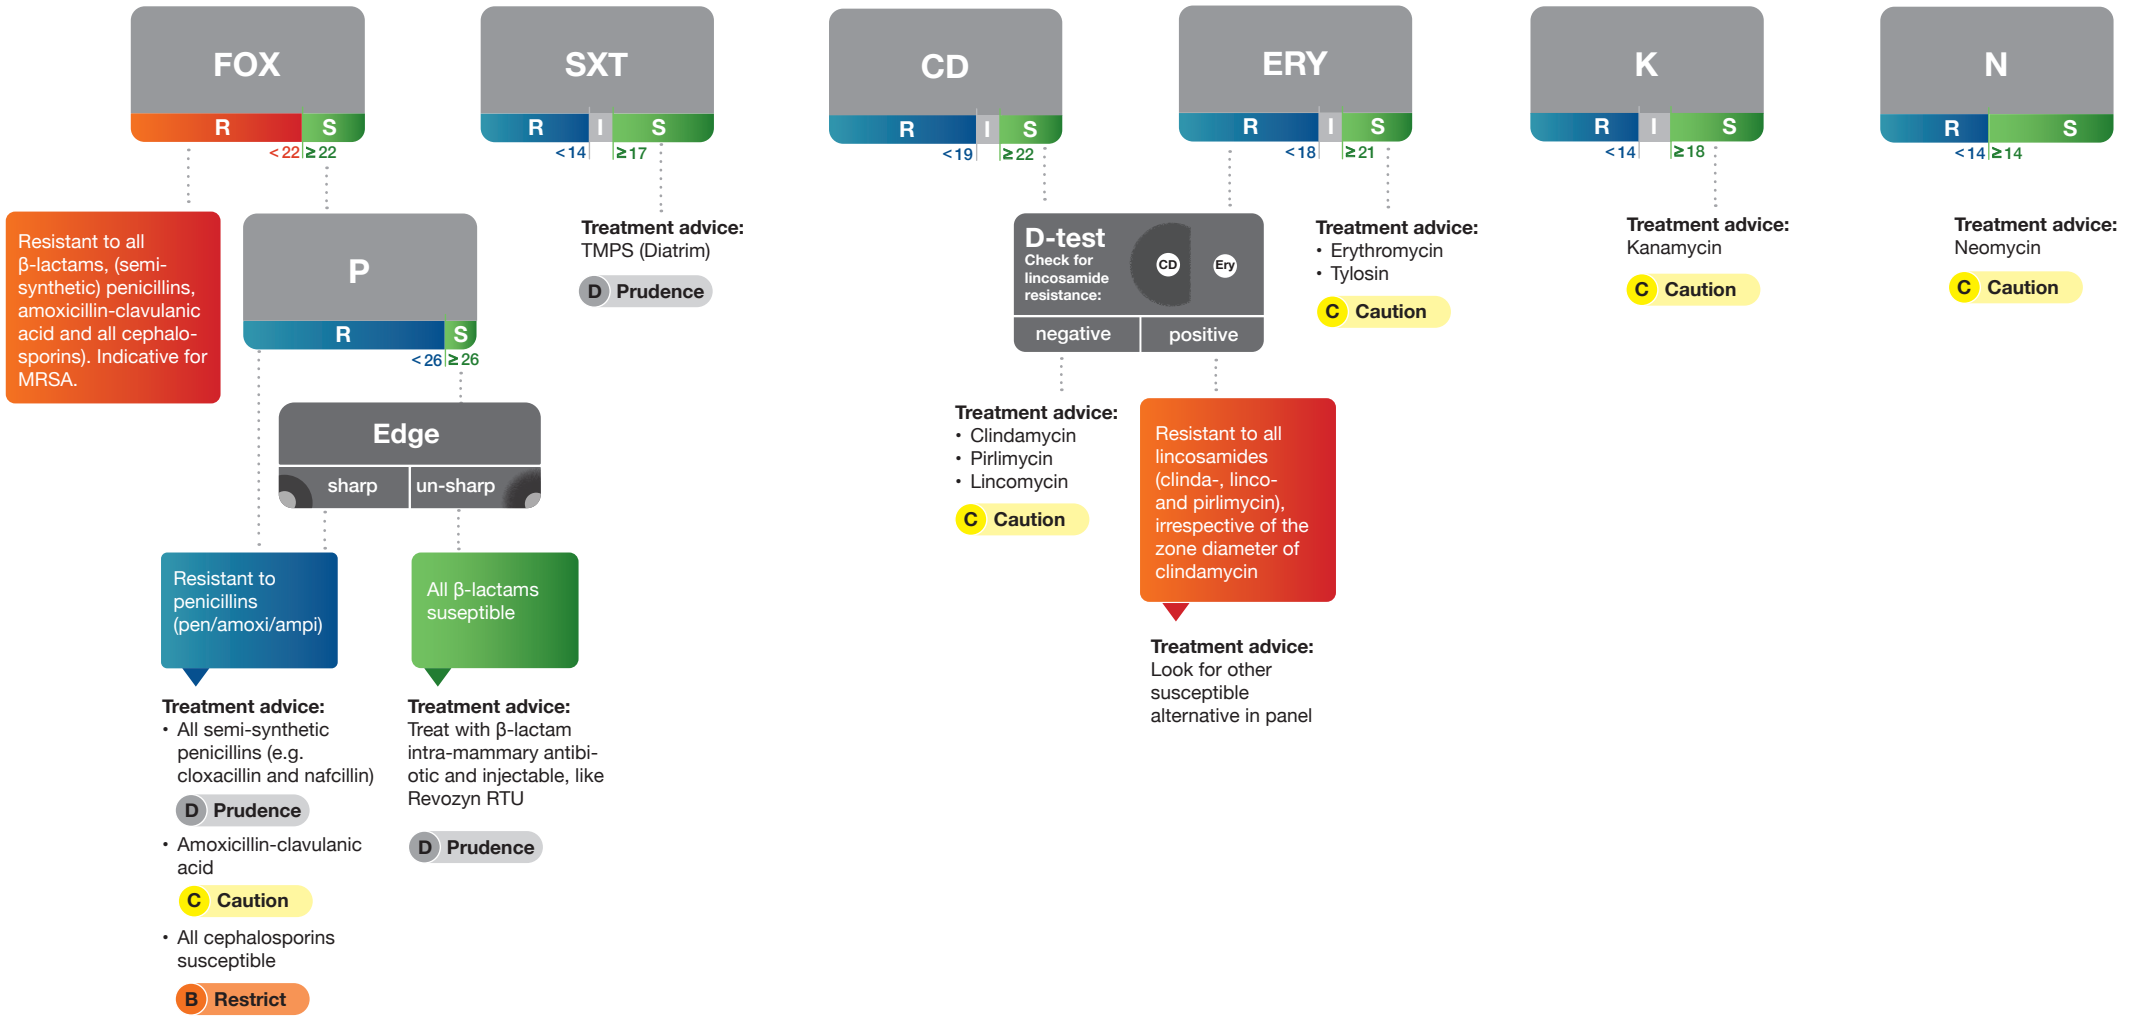 FOX
R S
<22 ≥22
Resistant to all
β-lactams, (semi-
synthetic) penicillins,
amoxicillin-clavulanic
acid and all cephalo-
sporins). Indicative for
MRSA.
P
R S
<26 ≥26
Edge
sharp un-sharp
Resistant to
penicillins
(pen/amoxi/ampi)
Treatment advice:
• All semi-synthetic
penicillins (e.g.
cloxacillin and nafcillin)
D Prudence
• Amoxicillin-clavulanic
acid
C Caution
• All cephalosporins
susceptible
B Restrict
All β-lactams
suseptible
Treatment advice:
Treat with β-lactam
intra-mammary antibi-
otic and injectable, like
Revozyn RTU
D Prudence
SXT
R I S
<14 ≥17
Treatment advice:
TMPS (Diatrim)
D Prudence
CD
R I S
<19 ≥22
D-test
Check for
lincosamide
resistance:
CD Ery
negative positive
Treatment advice:
• Clindamycin
• Pirlimycin
• Lincomycin
C Caution
Resistant to all
lincosamides
(clinda-, linco-
and pirlimycin),
irrespective of the
zone diameter of
clindamycin
Treatment advice:
Look for other
susceptible
alternative in panel
ERY
R I S
<18 ≥21
Treatment advice:
• Erythromycin
• Tylosin
C Caution
K
R I S
<14 ≥18
Treatment advice:
Kanamycin
C Caution
N
R S
<14 ≥14
Treatment advice:
Neomycin
C Caution